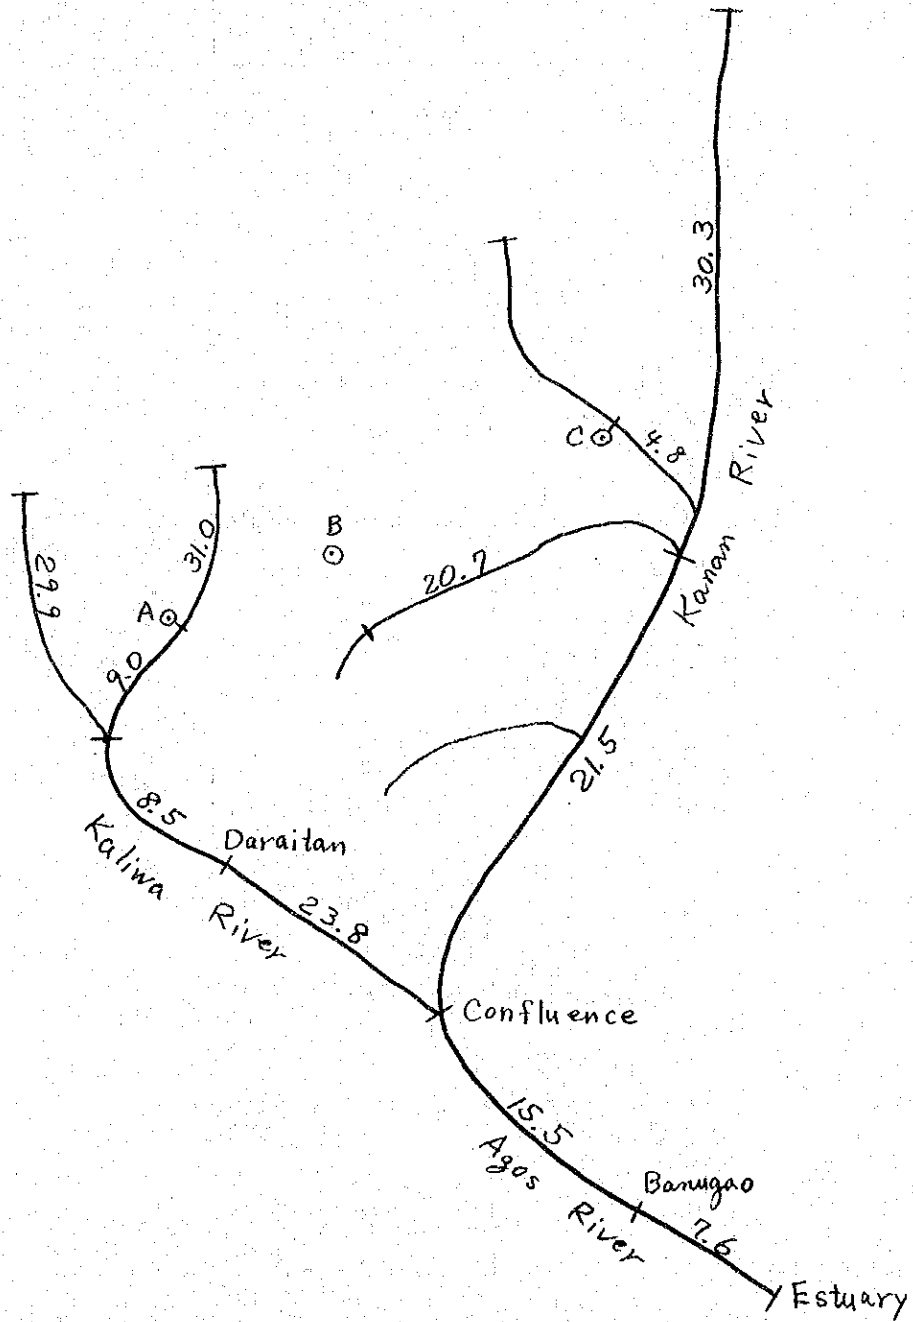 30.3
C
4.8
River
Kanan
B
20.7
31.0
29.9
A
9.0
21.5
8.5
Daraitan
Kaliwa
River
23.8
Confluence
15.5
Agos
River
Banugao
7.6
Estuary